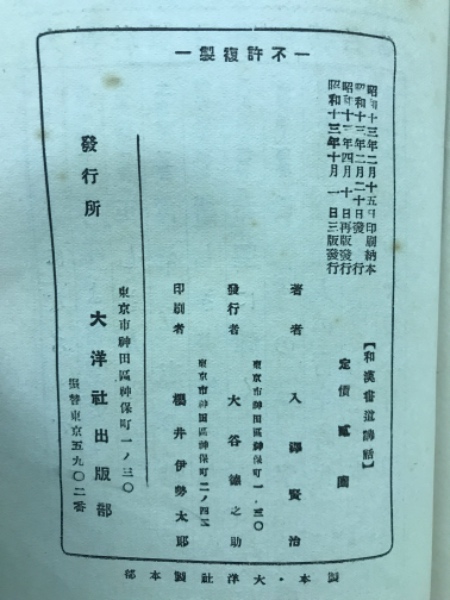 一不許復製一
昭和十三年二月十五日印刷納本
昭和十三年二月二十日發行
昭和十三年四月十日再版發行
昭和十三年十月一日三版發行
【和漢書道講話】
定價貳圓
著者 入澤賢治
東京市神田區神保町一ノ三〇
發行者 大谷德之助
東京市神田區神保町二ノ四五
印刷者 櫻井伊勢太郎
發行所
東京市神田區神保町一ノ三〇
大洋社出版部
振替東京五九〇二番
製本・大洋社製本部